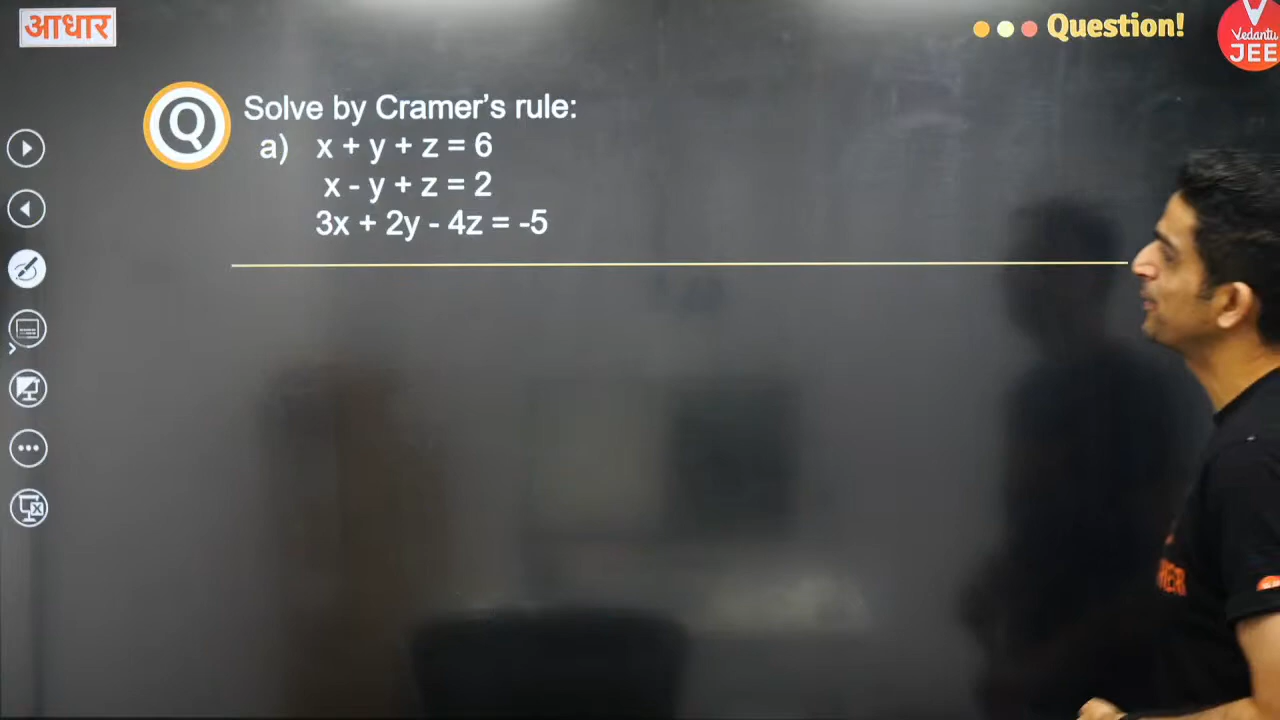 आधार
Question!
Vedantu
JEE
Q
Solve by Cramer's rule:
a) x + y + z = 6
x - y + z = 2
3x + 2y - 4z = -5